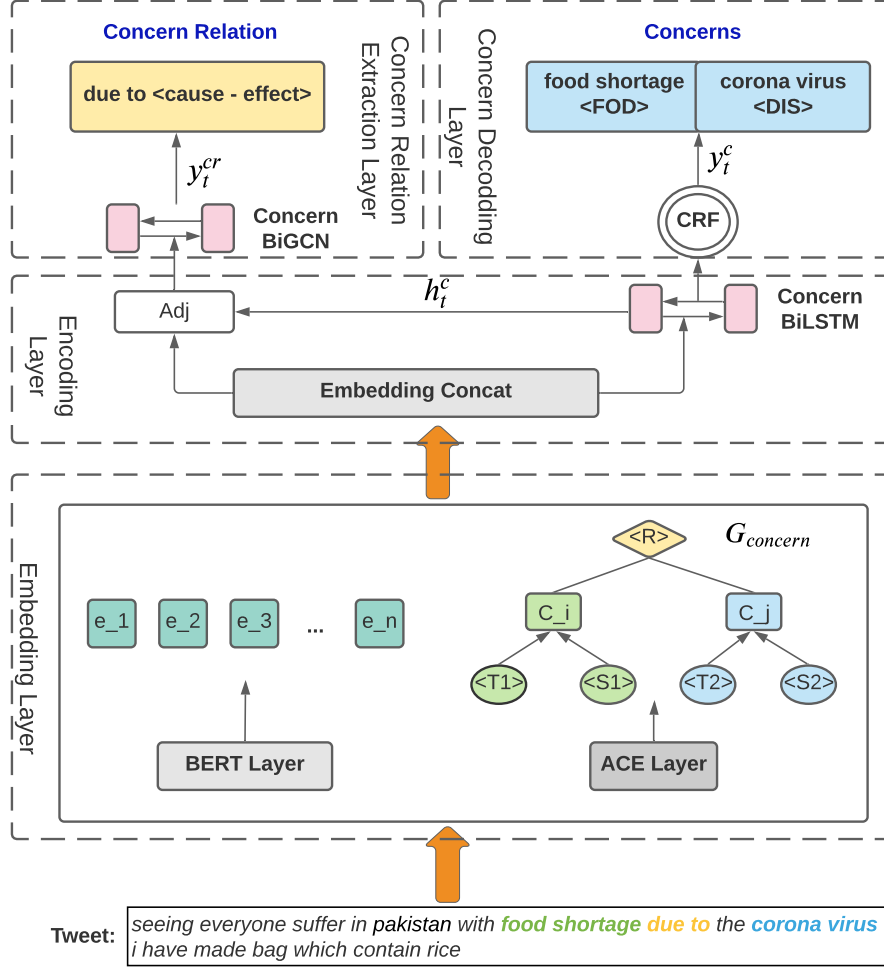 Concern Relation
due to <cause - effect>
y_t^{cr}
Concern
BiGCN
Concern Relation
Extraction Layer
Concerns
food shortage
<FOD>
corona virus
<DIS>
y_t^c
CRF
Concern Decodding
Layer
Encoding
Layer
Adj
h_t^c
Concern
BiLSTM
Embedding Concat
Embedding Layer
e_1 e_2 e_3 ... e_n
BERT Layer
<R>
G_{concern}
C_i C_j
<T1> <S1> <T2> <S2>
ACE Layer
Tweet: seeing everyone suffer in pakistan with food shortage due to the corona virus
i have made bag which contain rice